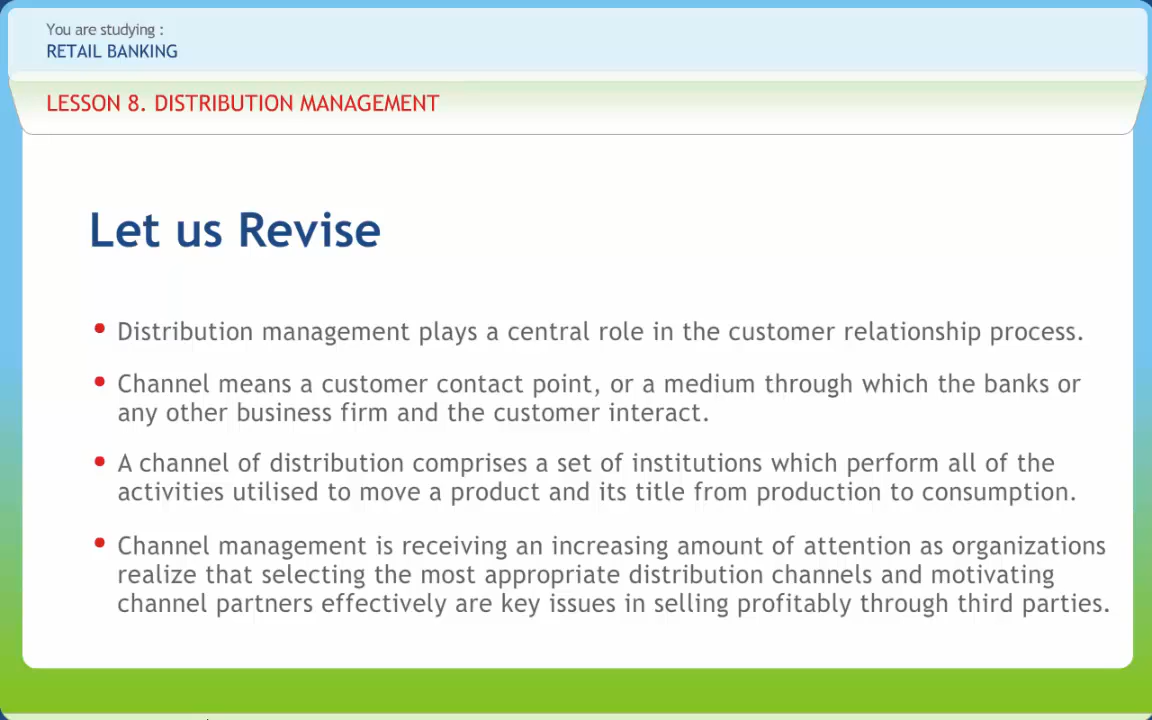 You are studying :
RETAIL BANKING
LESSON 8. DISTRIBUTION MANAGEMENT
Let us Revise
• Distribution management plays a central role in the customer relationship process.
• Channel means a customer contact point, or a medium through which the banks or
any other business firm and the customer interact.
• A channel of distribution comprises a set of institutions which perform all of the
activities utilised to move a product and its title from production to consumption.
• Channel management is receiving an increasing amount of attention as organizations
realize that selecting the most appropriate distribution channels and motivating
channel partners effectively are key issues in selling profitably through third parties.